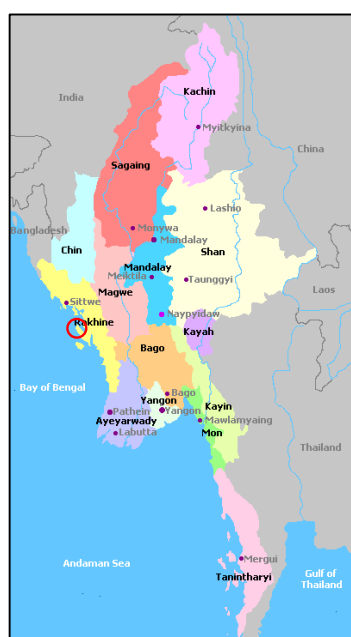 Kachin
India
Myitkyina
China
Sagaing
Lashio
Bangladesh
Monywa
Mandalay
Chin
Shan
Mandalay
Meiktila
Taunggyi
Magwe
Laos
Sittwe
Naypyidaw
Rakhine
Kayah
Bago
Bay of Bengal
Bago
Yangon
Kayin
Pathein
Yangon
Mawlamyaing
Ayeyarwady
Mon
Labutta
Thailand
Mergui
Andaman Sea
Tanintharyi
Gulf of
Thailand